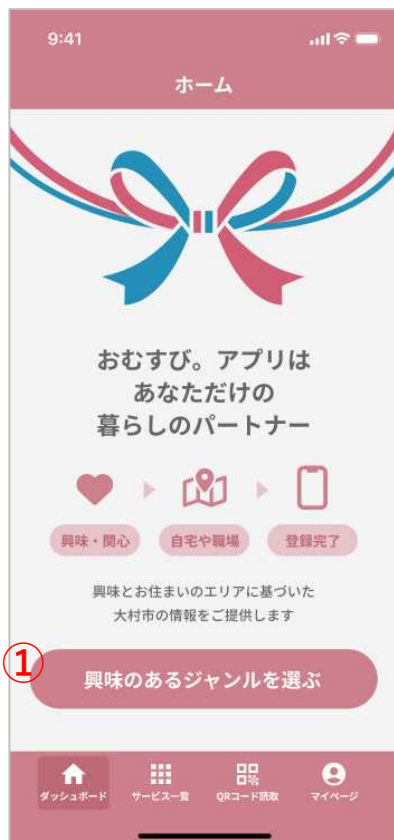 9:41
ホーム
おむすび。アプリは
あなただけの
暮らしのパートナー
興味・関心
自宅や職場
登録完了
興味とお住まいのエリアに基づいた
大村市の情報をご提供します
①
興味のあるジャンルを選ぶ
ダッシュボード
サービス一覧
QRコード読取
マイページ